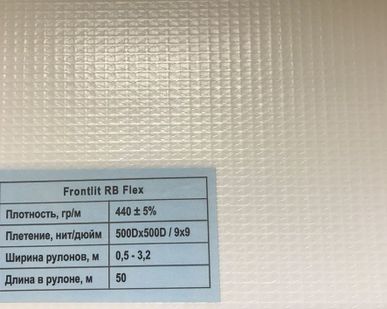 Frontlit RB Flex
Плотность, гр/м 440 ± 5%
Плетение, нит/дюйм 500Dx500D / 9x9
Ширина рулонов, м 0,5 - 3,2
Длина в рулоне, м 50